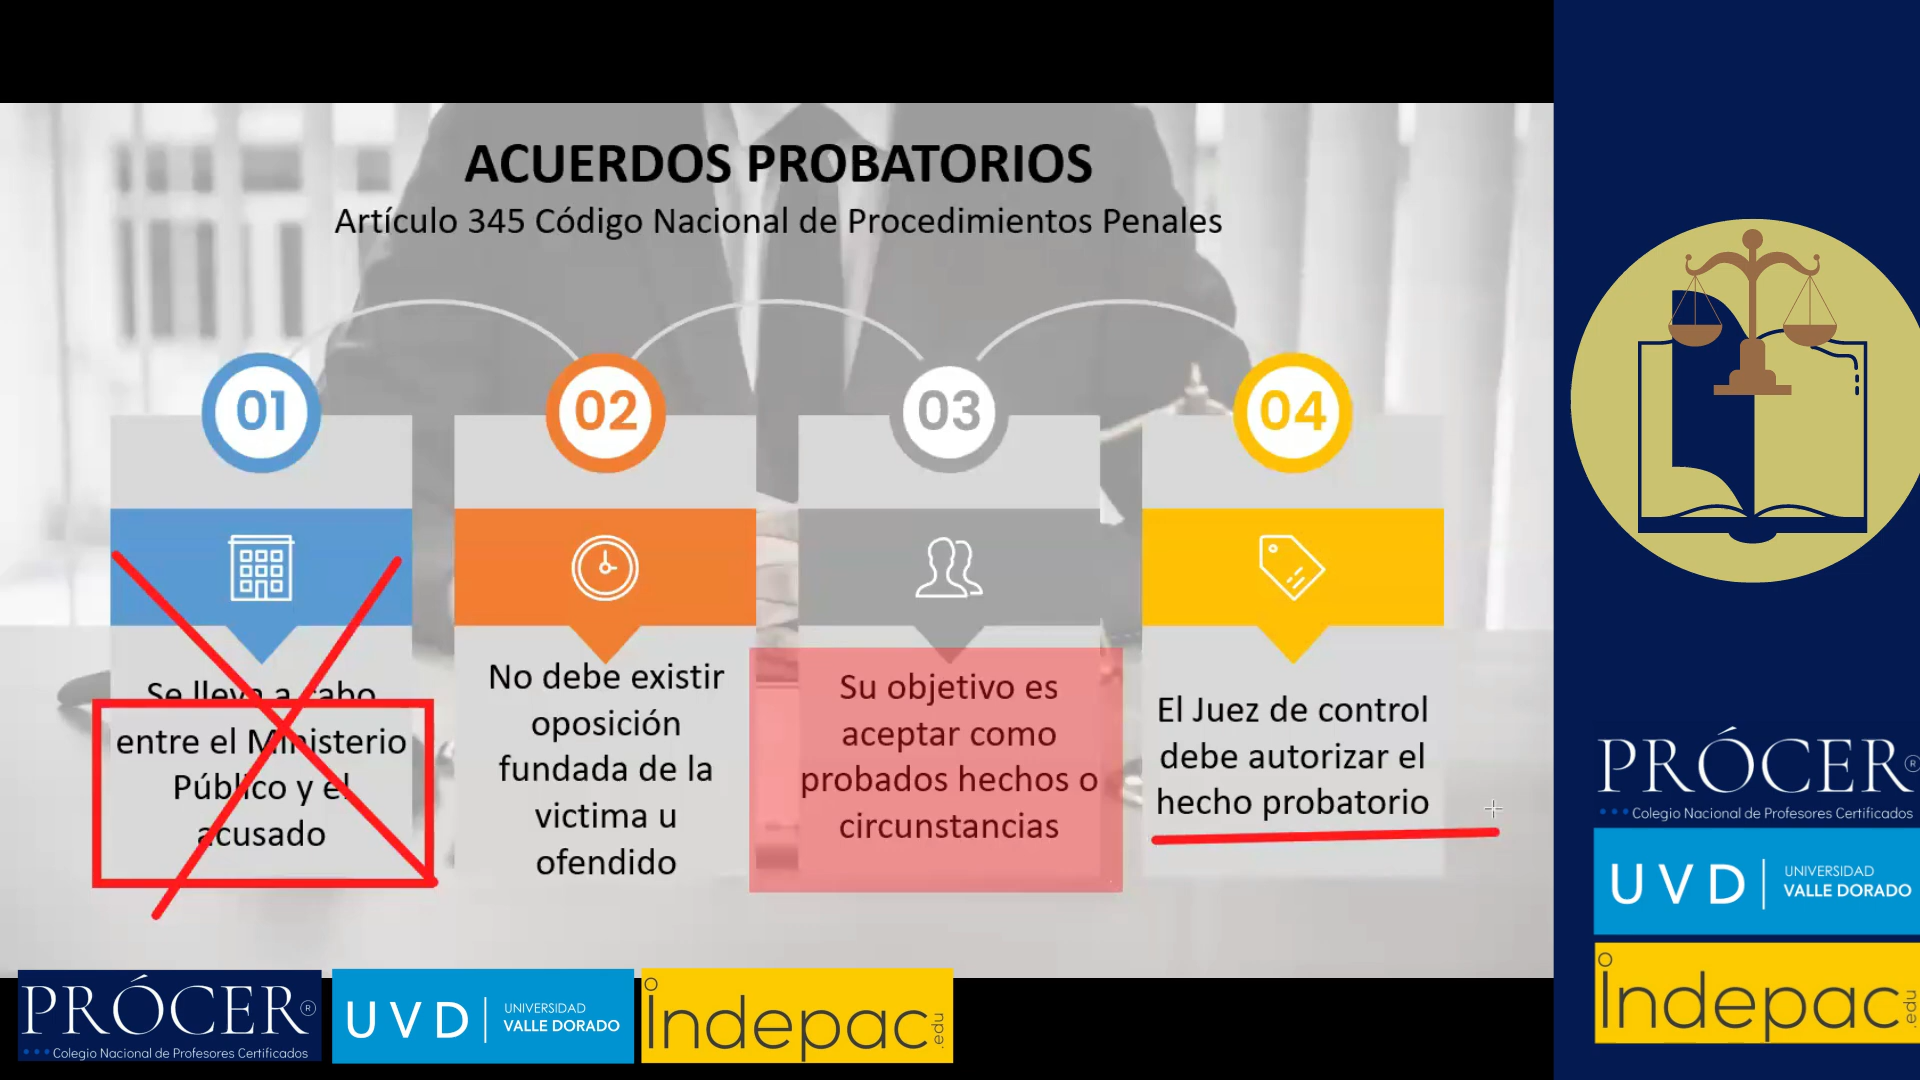 ACUERDOS PROBATORIOS
Artículo 345 Código Nacional de Procedimientos Penales
01
02
03
04
Se lleva a cabo
entre el Ministerio
Público y el
acusado
No debe existir
oposición
fundada de la
victima u
ofendido
Su objetivo es
aceptar como
probados hechos o
circunstancias
El Juez de control
debe autorizar el
hecho probatorio
PRÓCER®
Colegio Nacional de Profesores Certificados
UVD
UNIVERSIDAD
VALLE DORADO
indepac.edu
PRÓCER®
Colegio Nacional de Profesores Certificados
UVD
UNIVERSIDAD
VALLE DORADO
indepac.edu